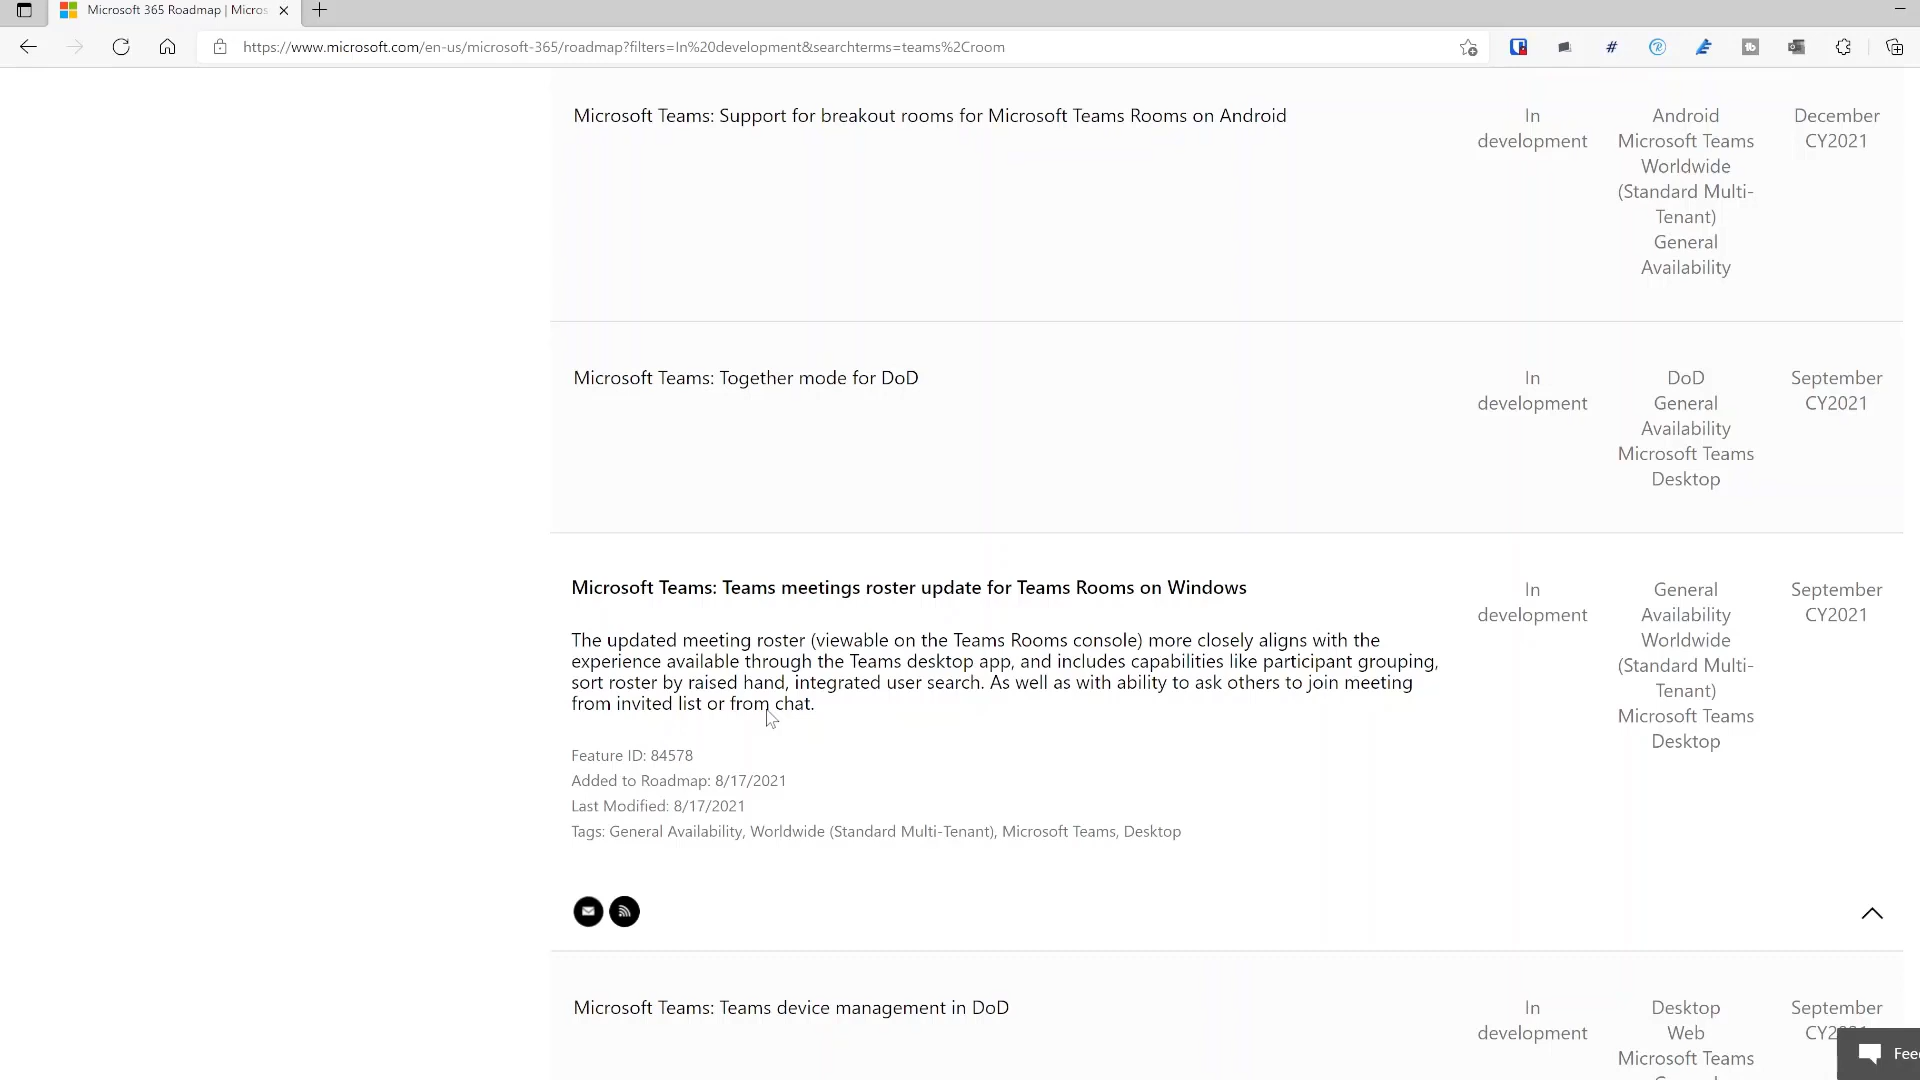 Microsoft 365 Roadmap | Micros
https://www.microsoft.com/en-us/microsoft-365/roadmap?filters=In%20development&searchterms=teams%2Croom
Microsoft Teams: Support for breakout rooms for Microsoft Teams Rooms on Android
In
development
Android
Microsoft Teams
Worldwide
(Standard Multi-
Tenant)
General
Availability
December
CY2021
Microsoft Teams: Together mode for DoD
In
development
DoD
General
Availability
Microsoft Teams
Desktop
September
CY2021
Microsoft Teams: Teams meetings roster update for Teams Rooms on Windows
The updated meeting roster (viewable on the Teams Rooms console) more closely aligns with the
experience available through the Teams desktop app, and includes capabilities like participant grouping,
sort roster by raised hand, integrated user search. As well as with ability to ask others to join meeting
from invited list or from chat.
Feature ID: 84578
Added to Roadmap: 8/17/2021
Last Modified: 8/17/2021
Tags: General Availability, Worldwide (Standard Multi-Tenant), Microsoft Teams, Desktop
In
development
General
Availability
Worldwide
(Standard Multi-
Tenant)
Microsoft Teams
Desktop
September
CY2021
Microsoft Teams: Teams device management in DoD
In
development
Desktop
Web
Microsoft Teams
September
Fee